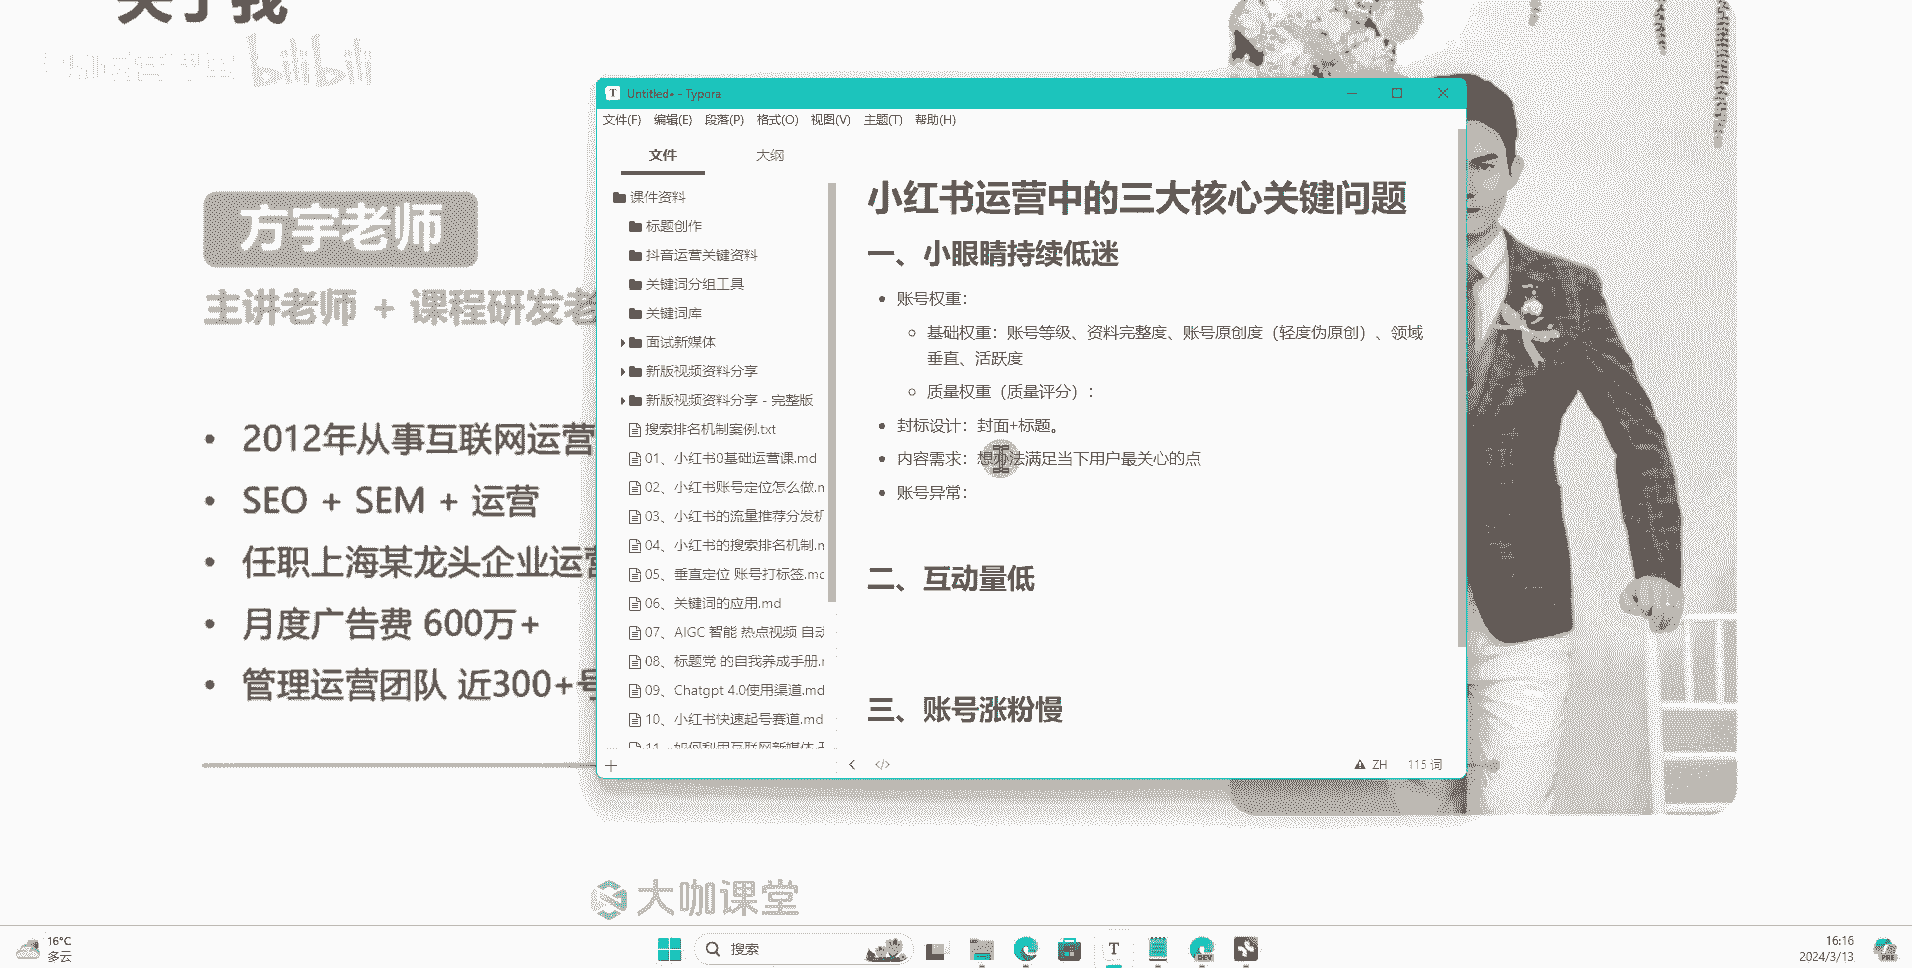 关于我
bilibili
方宇老师
主讲老师 + 课程研发老
2012年从事互联网运营
SEO + SEM + 运营
任职上海某龙头企业运营
月度广告费 600万+
管理运营团队 近300+号
Untitled• - Typora
文件(F) 编辑(E) 段落(P) 格式(O) 视图(V) 主题(T) 帮助(H)
文件 大纲
课件资料
标题创作
抖音运营关键资料
关键词分组工具
关键词库
面试新媒体
新版视频资料分享
新版视频资料分享 - 完整版
搜索排名机制案例.txt
01、小红书0基础运营课.md
02、小红书账号定位怎么做.m
03、小红书的流量推荐分发机
04、小红书的搜索排名机制.m
05、垂直定位 账号打标签.mc
06、关键词的应用.md
07、AIGC 智能 热点视频 自动
08、标题党 的自我养成手册.
09、Chatgpt 4.0使用渠道.md
10、小红书快速起号赛道.md
11、如何利用互联网新媒体
小红书运营中的三大核心关键问题
一、小眼睛持续低迷
账号权重：
基础权重：账号等级、资料完整度、账号原创度（轻度伪原创）、领域
垂直、活跃度
质量权重（质量评分）：
封标设计：封面+标题。
内容需求：想办法满足当下用户最关心的点
账号异常：
二、互动量低
三、账号涨粉慢
ZH 115 词
大咖课堂
16°C
多云
搜索
T
DEV
16:16
2024/3/13
PRE